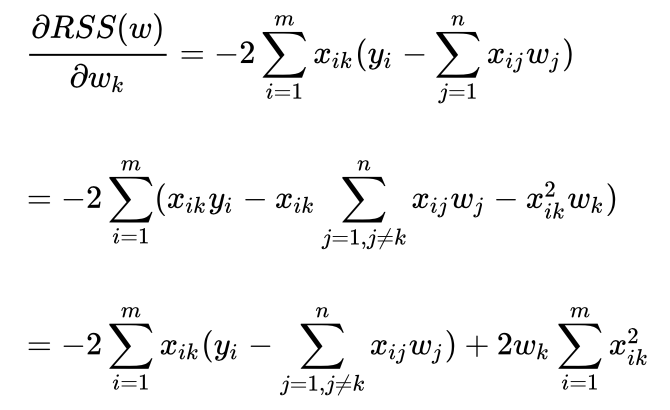 ∂RSS(w)/∂w_k = −2 ∑_{i=1}^{m} x_{ik}(y_i − ∑_{j=1}^{n} x_{ij}w_j)
= −2 ∑_{i=1}^{m} (x_{ik}y_i − x_{ik} ∑_{j=1,j≠k}^{n} x_{ij}w_j − x_{ik}^2 w_k)
= −2 ∑_{i=1}^{m} x_{ik}(y_i − ∑_{j=1,j≠k}^{n} x_{ij}w_j) + 2w_k ∑_{i=1}^{m} x_{ik}^2